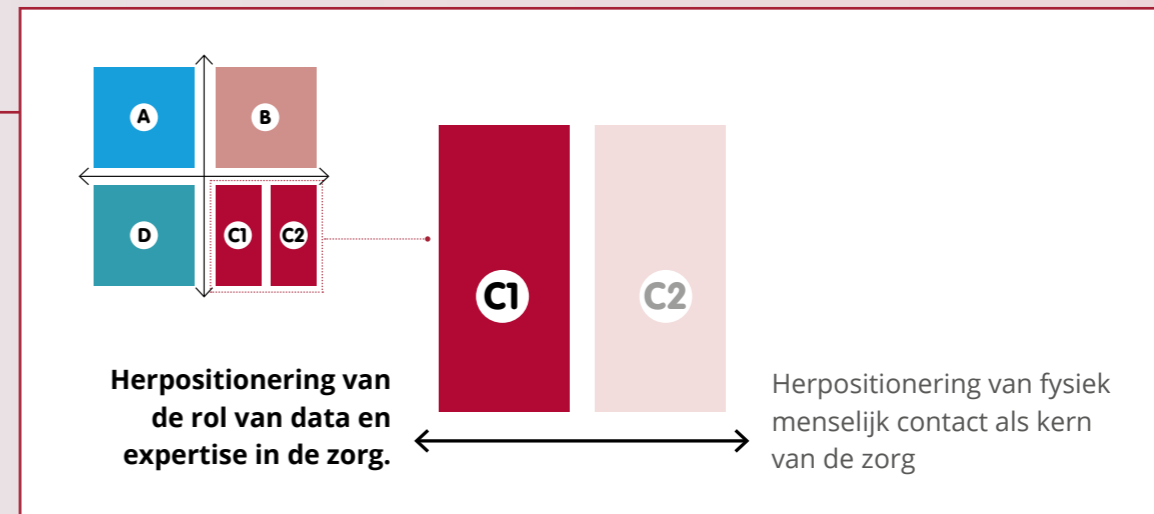 A
B
D
C1
C2
C1
C2
Herpositionering van
de rol van data en
expertise in de zorg.
Herpositionering van fysiek
menselijk contact als kern
van de zorg